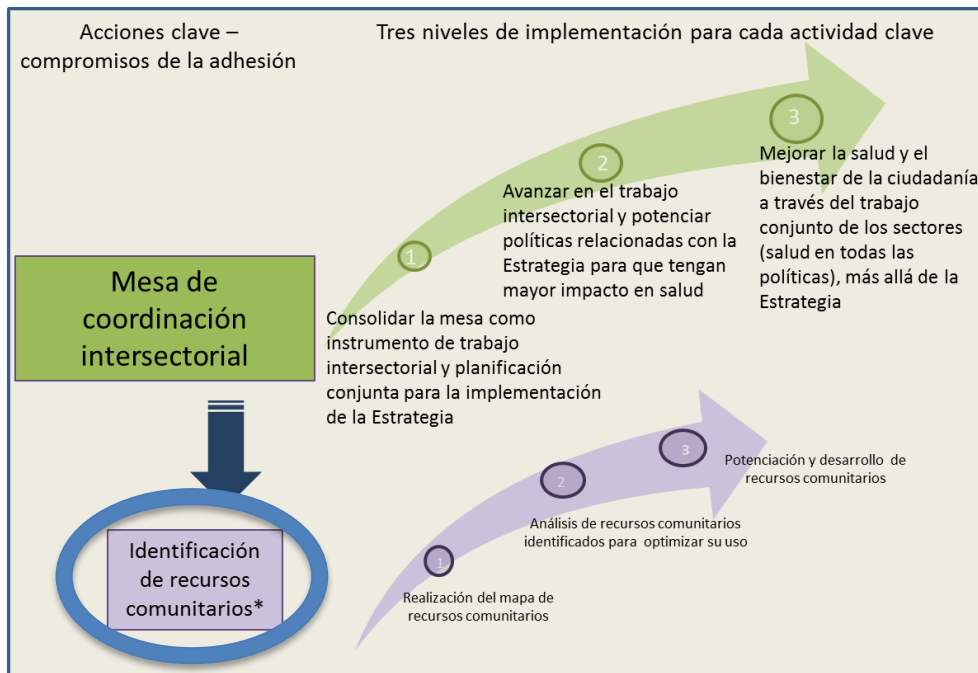 Acciones clave –
compromisos de la adhesión
Tres niveles de implementación para cada actividad clave
Mesa de
coordinación
intersectorial
1
Consolidar la mesa como
instrumento de trabajo
intersectorial y planificación
conjunta para la implementación
de la Estrategia
2
Avanzar en el trabajo
intersectorial y potenciar
políticas relacionadas con la
Estrategia para que tengan
mayor impacto en salud
3
Mejorar la salud y el
bienestar de la ciudadanía
a través del trabajo
conjunto de los sectores
(salud en todas las
políticas), más allá de la
Estrategia
Identificación
de recursos
comunitarios*
1
Realización del mapa de
recursos comunitarios
2
Análisis de recursos comunitarios
identificados para optimizar su uso
3
Potenciación y desarrollo de
recursos comunitarios